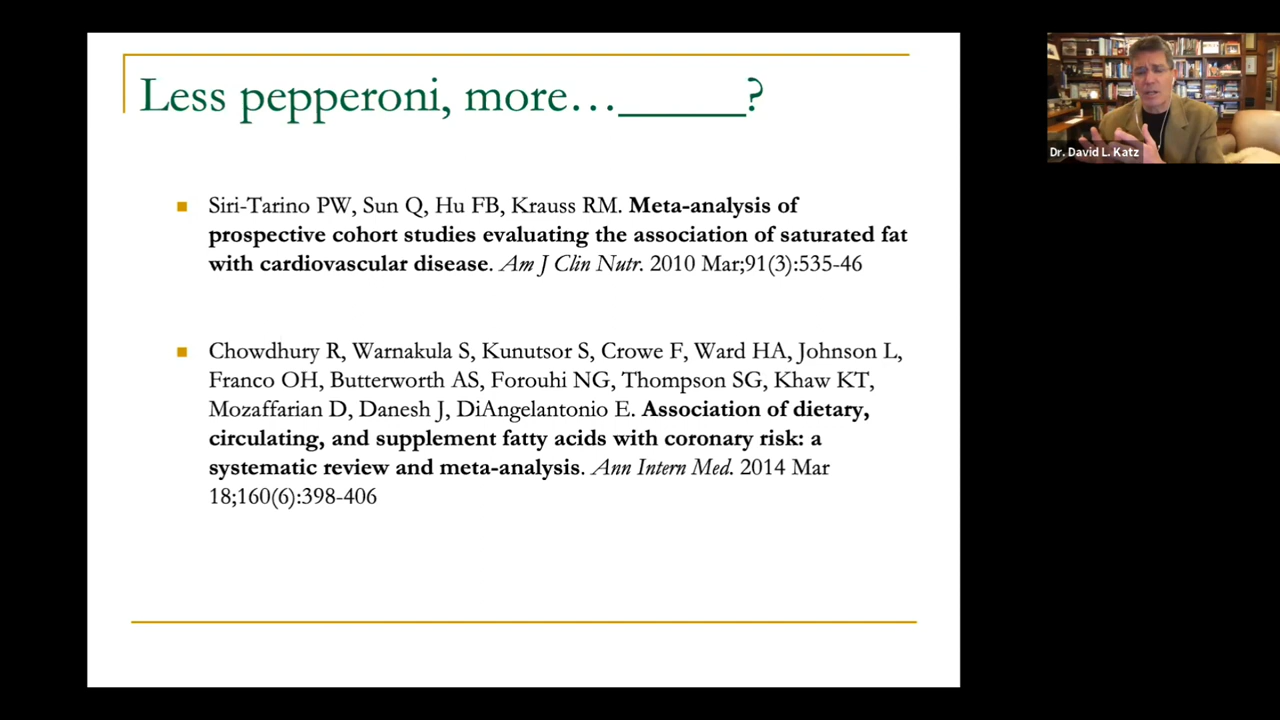 Less pepperoni, more…______?
Siri-Tarino PW, Sun Q, Hu FB, Krauss RM. Meta-analysis of
prospective cohort studies evaluating the association of saturated fat
with cardiovascular disease. Am J Clin Nutr. 2010 Mar;91(3):535-46
Chowdhury R, Warnakula S, Kunutsor S, Crowe F, Ward HA, Johnson L,
Franco OH, Butterworth AS, Forouhi NG, Thompson SG, Khaw KT,
Mozaffarian D, Danesh J, DiAngelantonio E. Association of dietary,
circulating, and supplement fatty acids with coronary risk: a
systematic review and meta-analysis. Ann Intern Med. 2014 Mar
18;160(6):398-406
Dr. David L. Katz